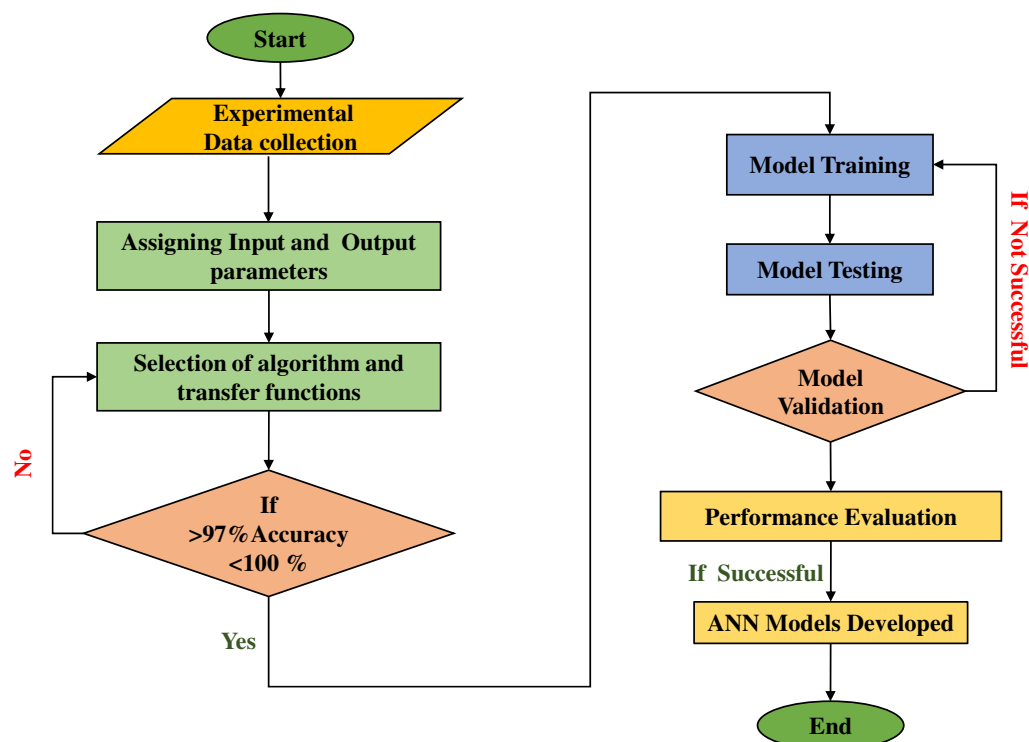 Start
Experimental
Data collection
Assigning Input and Output
parameters
Selection of algorithm and
transfer functions
No
If
>97% Accuracy
<100 %
Yes
Model Training
Model Testing
If Not Successful
Model
Validation
Performance Evaluation
If Successful
ANN Models Developed
End